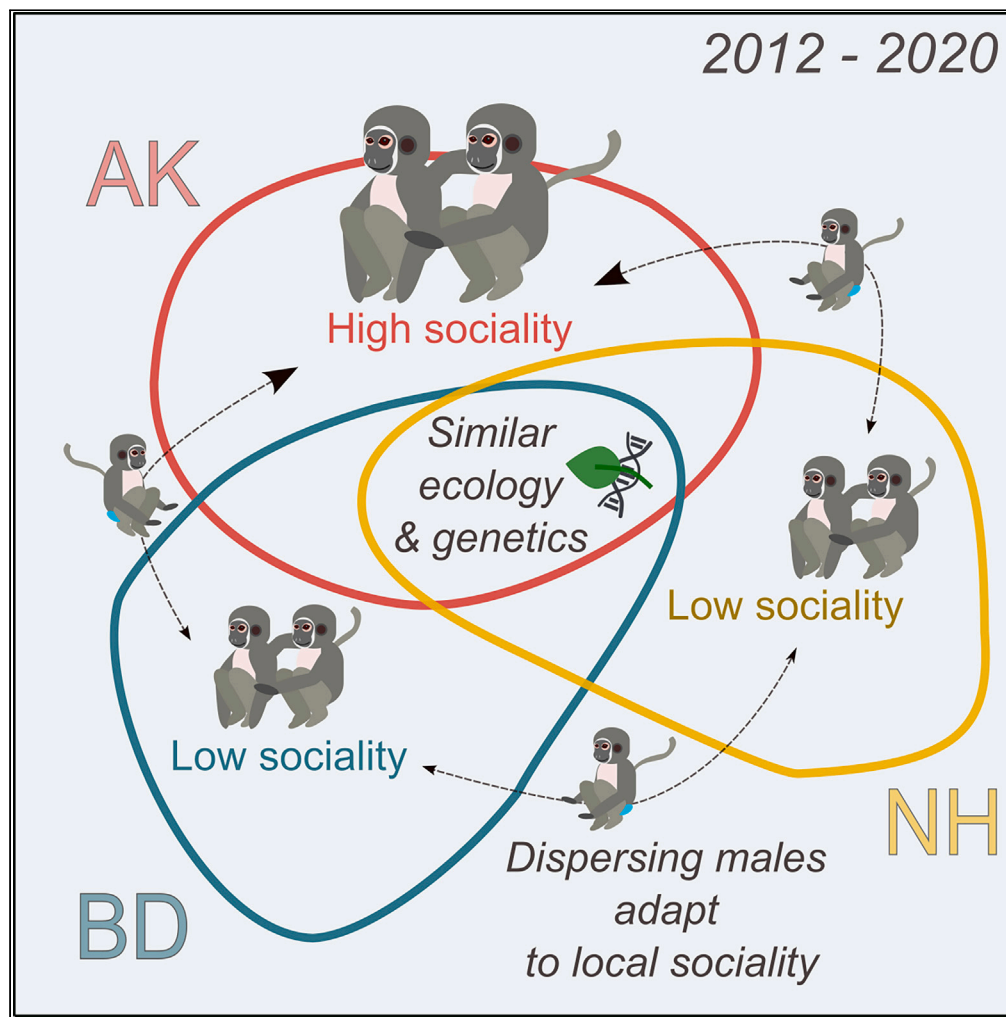 2012 - 2020
AK
High sociality
Similar
ecology
& genetics
Low sociality
Low sociality
NH
Dispersing males
adapt
to local sociality
BD